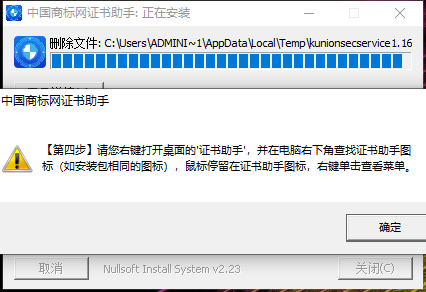 中国商标网证书助手: 正在安装
删除文件: C:\Users\ADMINI~1\AppData\Local\Temp\kunionsecservice1.16
中国商标网证书助手
【第四步】请您右键打开桌面的'证书助手'，并在电脑右下角查找证书助手图
标（如安装包相同的图标），鼠标停留在证书助手图标，右键单击查看菜单。
确定
取消
Nullsoft Install System v2.23
关闭(C)